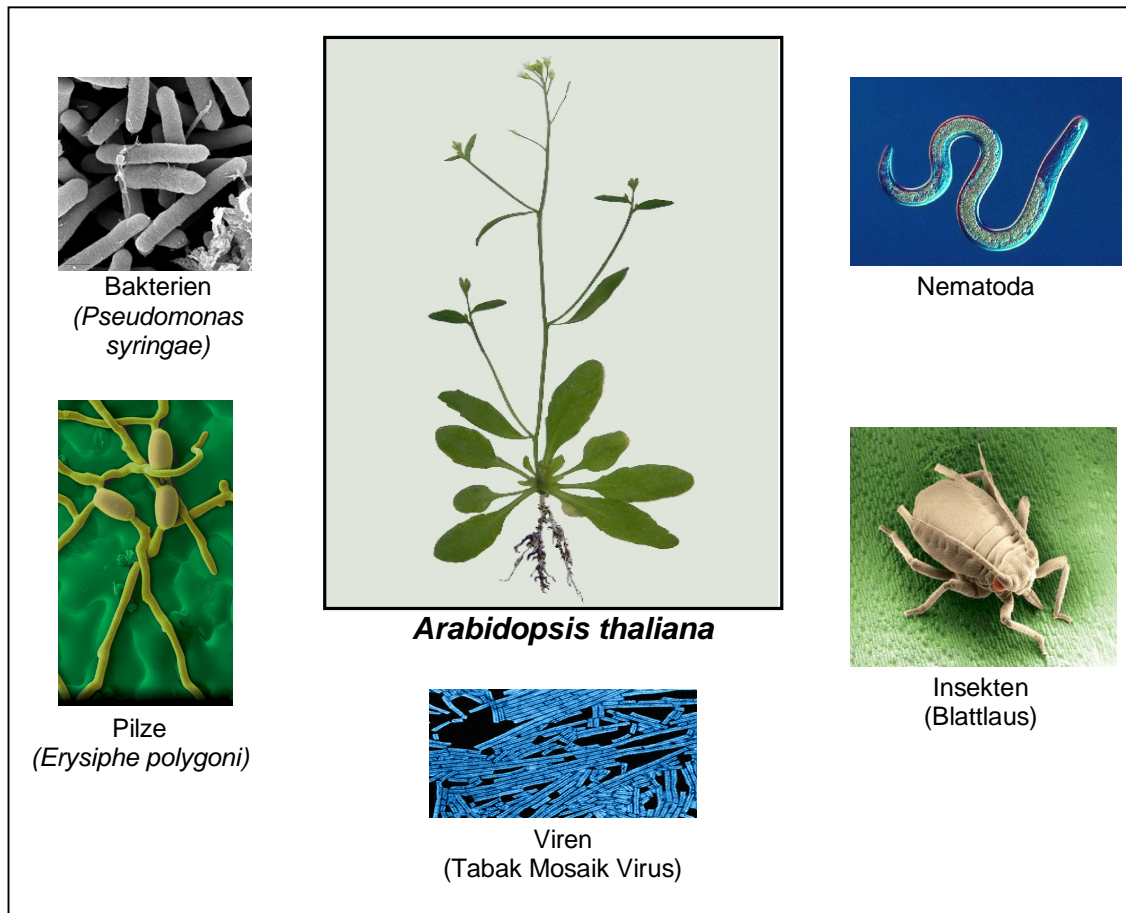 Bakterien
(Pseudomonas
syringae)
Nematoda
Arabidopsis thaliana
Pilze
(Erysiphe polygoni)
Insekten
(Blattlaus)
Viren
(Tabak Mosaik Virus)